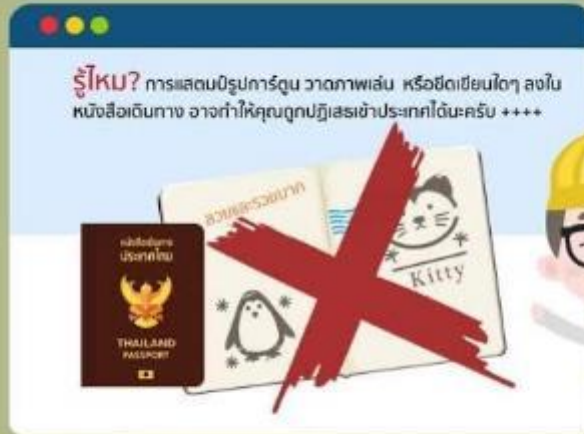 รู้ไหม? การแสตมป์รูปการ์ตูน วาดภาพเล่น หรือขีดเขียนใดๆ ลงใน
หนังสือเดินทาง อาจทำให้คุณถูกปฏิเสธเข้าประเทศได้นะครับ ++++
สวยและรวยมาก
หนังสือเดินทาง
ประเทศไทย
THAILAND
PASSPORT
Kitty